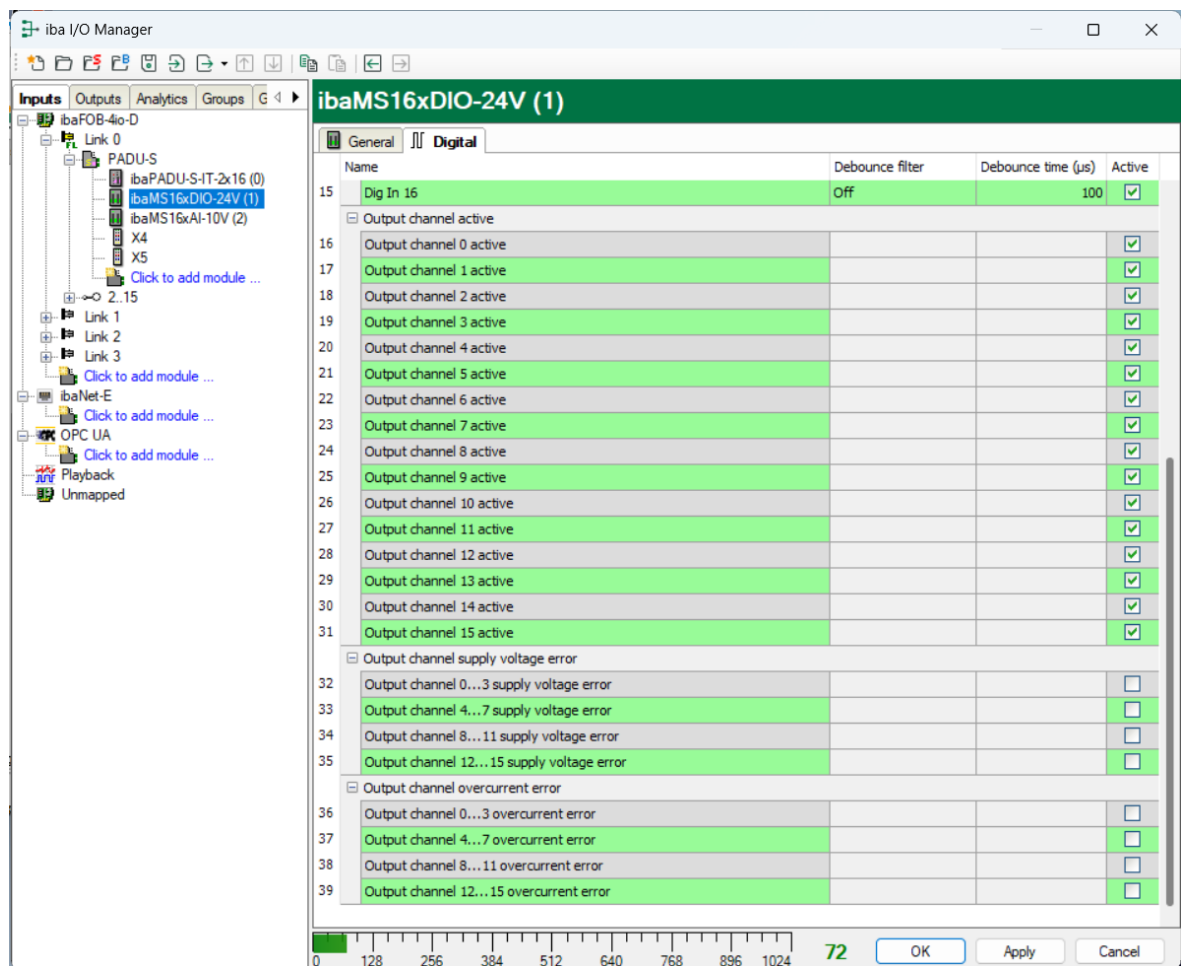 iba I/O Manager
Inputs Outputs Analytics Groups G
ibaFOB-4io-D
Link 0
PADU-S
ibaPADU-S-IT-2x16 (0)
ibaMS16xDIO-24V (1)
ibaMS16xAI-10V (2)
X4
X5
Click to add module ...
2..15
Link 1
Link 2
Link 3
Click to add module ...
ibaNet-E
Click to add module ...
OPC UA
Click to add module ...
Playback
Unmapped
ibaMS16xDIO-24V (1)
General Digital
Name Debounce filter Debounce time (µs) Active
15 Dig In 16 Off 100
Output channel active
16 Output channel 0 active
17 Output channel 1 active
18 Output channel 2 active
19 Output channel 3 active
20 Output channel 4 active
21 Output channel 5 active
22 Output channel 6 active
23 Output channel 7 active
24 Output channel 8 active
25 Output channel 9 active
26 Output channel 10 active
27 Output channel 11 active
28 Output channel 12 active
29 Output channel 13 active
30 Output channel 14 active
31 Output channel 15 active
Output channel supply voltage error
32 Output channel 0...3 supply voltage error
33 Output channel 4...7 supply voltage error
34 Output channel 8...11 supply voltage error
35 Output channel 12...15 supply voltage error
Output channel overcurrent error
36 Output channel 0...3 overcurrent error
37 Output channel 4...7 overcurrent error
38 Output channel 8...11 overcurrent error
39 Output channel 12...15 overcurrent error
0 128 256 384 512 640 768 896 1024
72 OK Apply Cancel